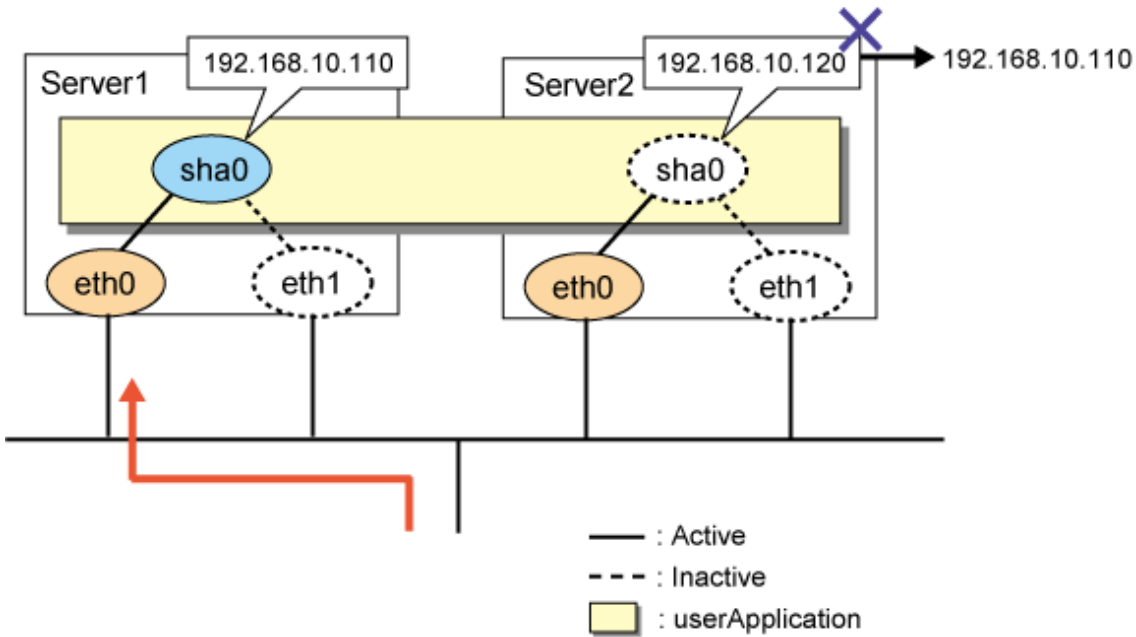 192.168.10.110
192.168.10.120
192.168.10.110
Server1
Server2
sha0
sha0
eth0
eth1
eth0
eth1
: Active
: Inactive
: userApplication